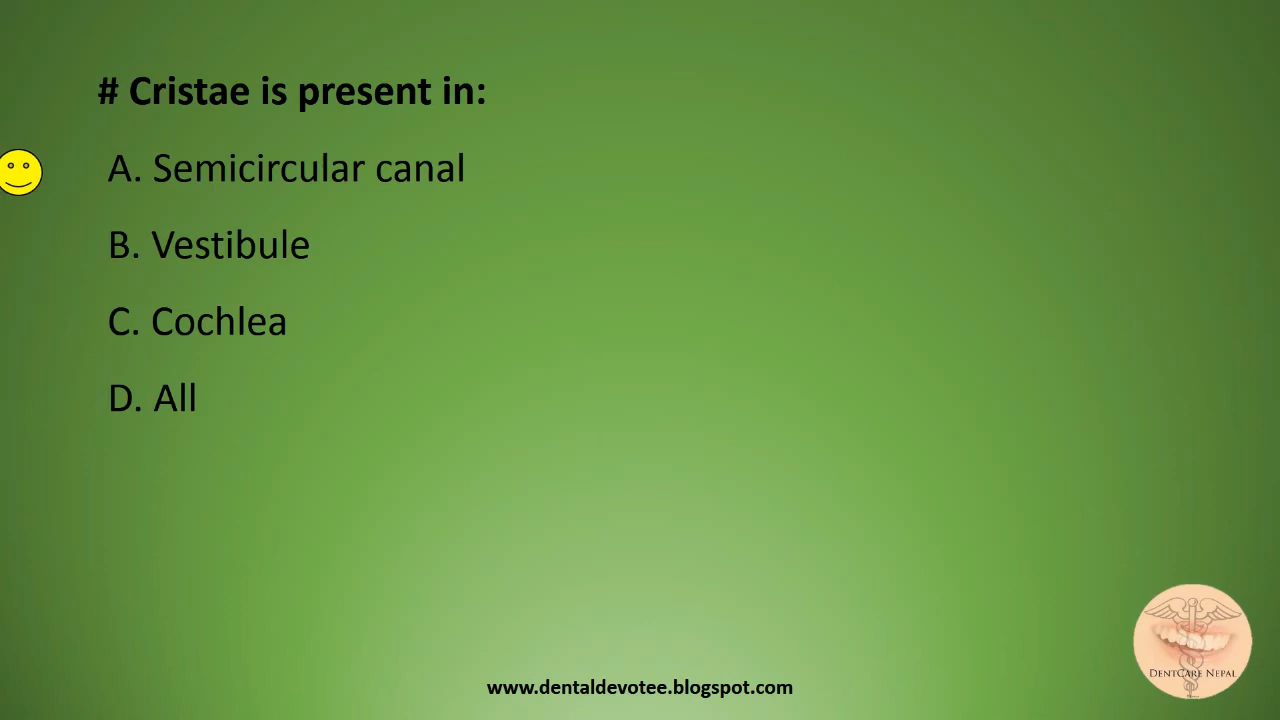 # Cristae is present in:
A. Semicircular canal
B. Vestibule
C. Cochlea
D. All
DentCare Nepal
www.dentaldevotee.blogspot.com